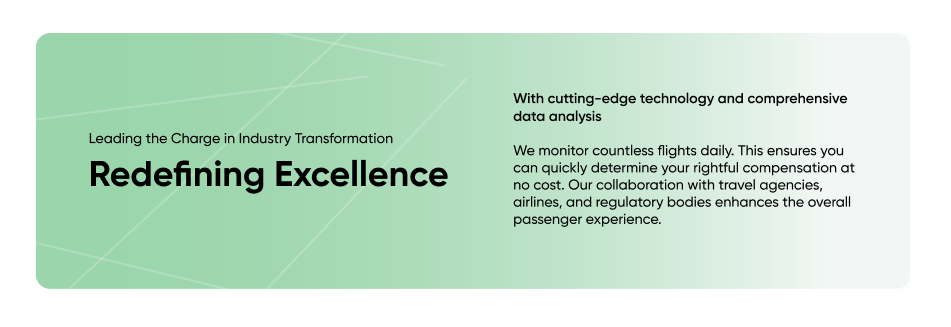 Leading the Charge in Industry Transformation
Redefining Excellence
With cutting-edge technology and comprehensive
data analysis
We monitor countless flights daily. This ensures you
can quickly determine your rightful compensation at
no cost. Our collaboration with travel agencies,
airlines, and regulatory bodies enhances the overall
passenger experience.